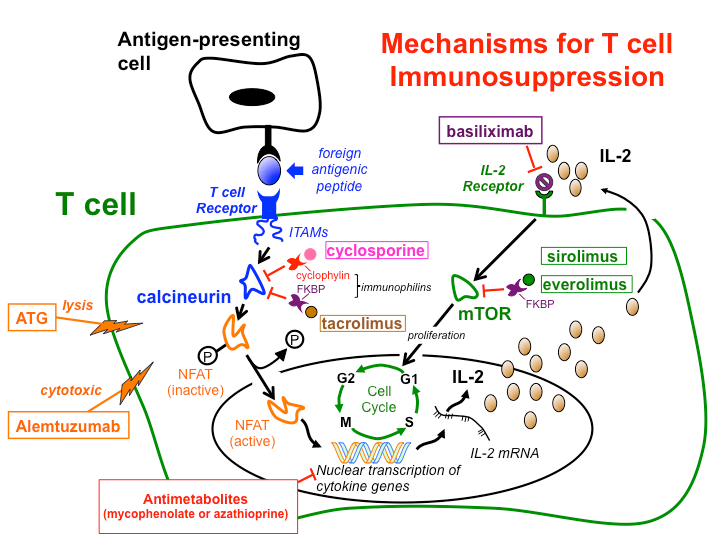 Mechanisms for T cell
Immunosuppression
Antigen-presenting
cell
basiliximab
IL-2
foreign
antigenic
peptide
IL-2
Receptor
T cell
T cell
Receptor
ITAMs
cyclosporine
cyclophylin
FKBP
immunophilins
calcineurin
tacrolimus
sirolimus
everolimus
FKBP
mTOR
proliferation
ATG
lysis
P
P
NFAT
(inactive)
cytotoxic
Alemtuzumab
NFAT
(active)
G2
G1
Cell
Cycle
M
S
IL-2
IL-2 mRNA
Nuclear transcription of
cytokine genes
Antimetabolites
(mycophenolate or azathioprine)